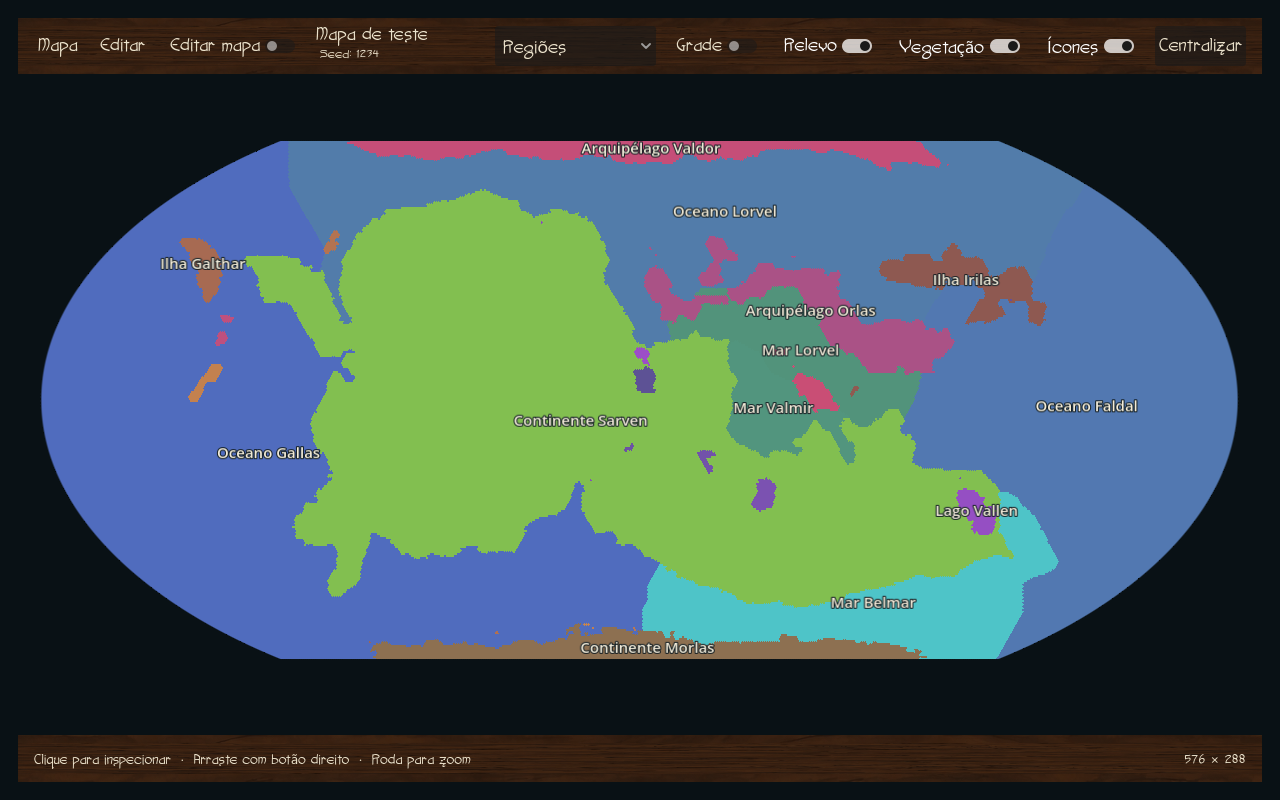 Mapa Editar Editar mapa Mapa de teste Regiões Grade Relevo Vegetação Ícones Centralizar
Seed: 1234
Arquipélago Valdor
Oceano Lorvel
Ilha Galthar
Ilha Irilas
Arquipélago Orlas
Mar Lorvel
Mar Valmir
Oceano Faldal
Continente Sarven
Oceano Gallas
Lago Vallen
Mar Belmar
Continente Morlas
Clique para inspecionar · Arraste com botão direito · Roda para zoom 576 × 288